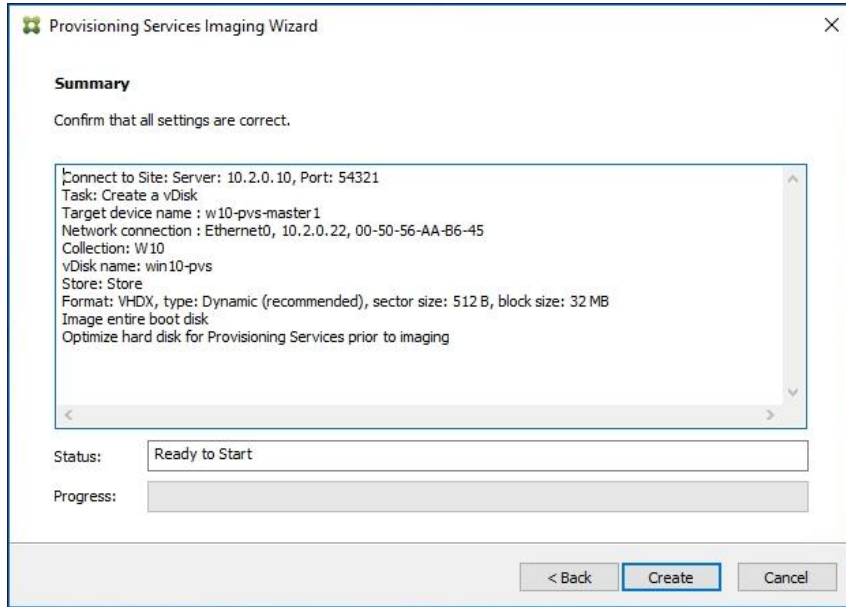 Provisioning Services Imaging Wizard
Summary
Confirm that all settings are correct.
Connect to Site: Server: 10.2.0.10, Port: 54321
Task: Create a vDisk
Target device name : w10-pvs-master1
Network connection : Ethernet0, 10.2.0.22, 00-50-56-AA-B6-45
Collection: W10
vDisk name: win10-pvs
Store: Store
Format: VHDX, type: Dynamic (recommended), sector size: 512 B, block size: 32 MB
Image entire boot disk
Optimize hard disk for Provisioning Services prior to imaging
Status: Ready to Start
Progress:
< Back Create Cancel